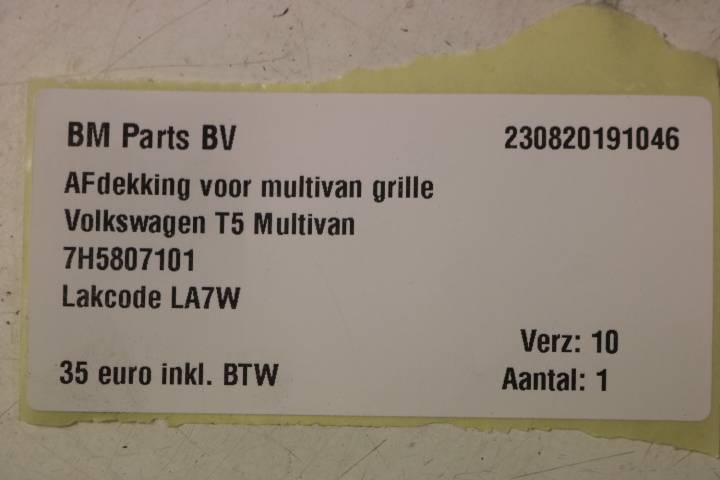 BM Parts BV 230820191046
AFdekking voor multivan grille
Volkswagen T5 Multivan
7H5807101
Lakcode LA7W
Verz: 10
35 euro inkl. BTW Aantal: 1